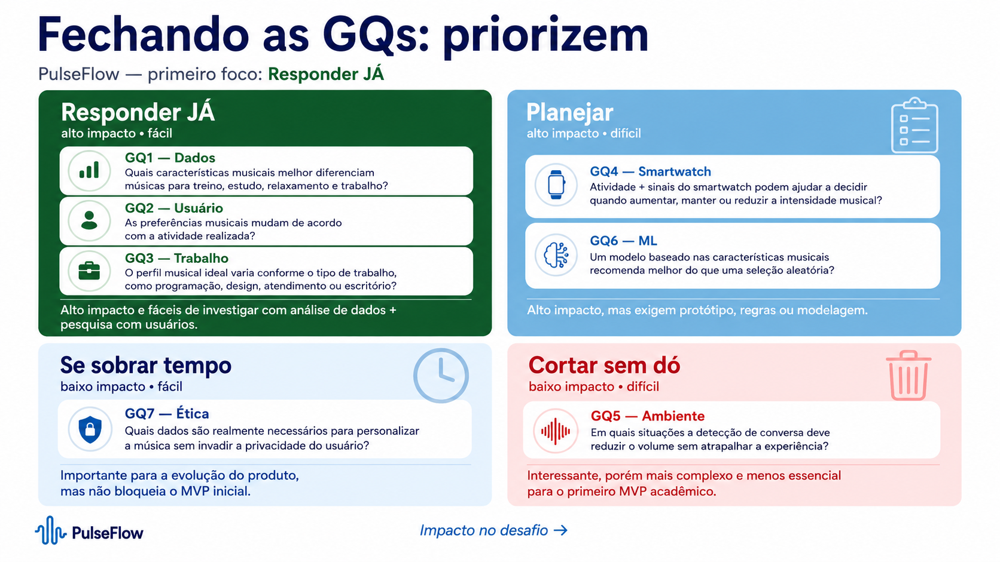 Fechando as GQs: priorizem
PulseFlow — primeiro foco: Responder JÁ
Responder JÁ
alto impacto • fácil
GQ1 — Dados
Quais características musicais melhor diferenciam
músicas para treino, estudo, relaxamento e trabalho?
GQ2 — Usuário
As preferências musicais mudam de acordo
com a atividade realizada?
GQ3 — Trabalho
O perfil musical ideal varia conforme o tipo de trabalho,
como programação, design, atendimento ou escritório?
Alto impacto e fáceis de investigar com análise de dados +
pesquisa com usuários.
Planejar
alto impacto • difícil
GQ4 — Smartwatch
Atividade + sinais do smartwatch podem ajudar a decidir
quando aumentar, manter ou reduzir a intensidade musical?
GQ6 — ML
Um modelo baseado nas características musicais
recomenda melhor do que uma seleção aleatória?
Alto impacto, mas exigem protótipo, regras ou modelagem.
Se sobrar tempo
baixo impacto • fácil
GQ7 — Ética
Quais dados são realmente necessários para personalizar
a música sem invadir a privacidade do usuário?
Importante para a evolução do produto,
mas não bloqueia o MVP inicial.
Cortar sem dó
baixo impacto • difícil
GQ5 — Ambiente
Em quais situações a detecção de conversa deve
reduzir o volume sem atrapalhar a experiência?
Interessante, porém mais complexo e menos essencial
para o primeiro MVP acadêmico.
PulseFlow
Impacto no desafio →